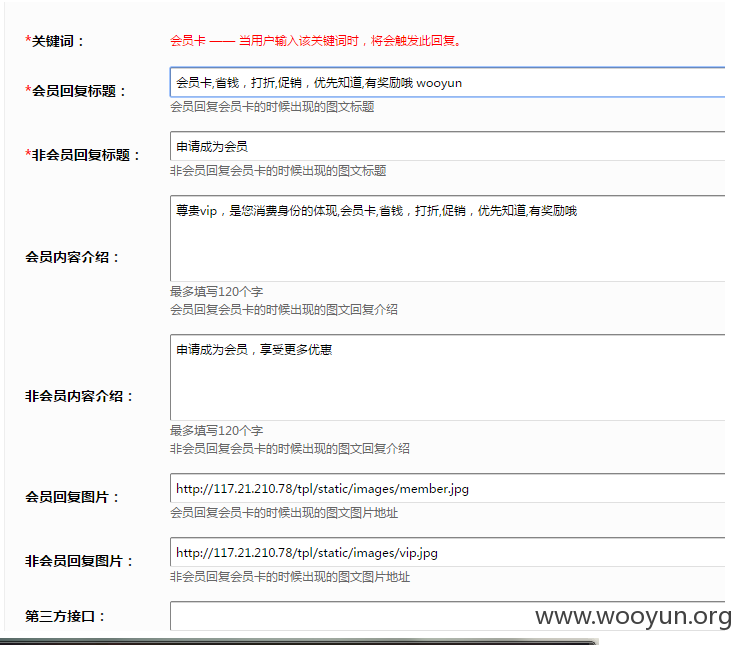 *关键词： 会员卡 —— 当用户输入该关键词时，将会触发此回复。
*会员回复标题： 会员卡,省钱，打折,促销，优先知道,有奖励哦 wooyun
会员回复会员卡的时候出现的图文标题
*非会员回复标题： 申请成为会员
非会员回复会员卡的时候出现的图文标题
会员内容介绍： 尊贵vip，是您消费身份的体现,会员卡,省钱，打折,促销，优先知道,有奖励哦
最多填写120个字
会员回复会员卡的时候出现的图文回复介绍
非会员内容介绍： 申请成为会员，享受更多优惠
最多填写120个字
非会员回复会员卡的时候出现的图文回复介绍
会员回复图片： http://117.21.210.78/tpl/static/images/member.jpg
会员回复会员卡的时候出现的图文图片地址
非会员回复图片： http://117.21.210.78/tpl/static/images/vip.jpg
非会员回复会员卡的时候出现的图文图片地址
第三方接口：
www.wooyun.org